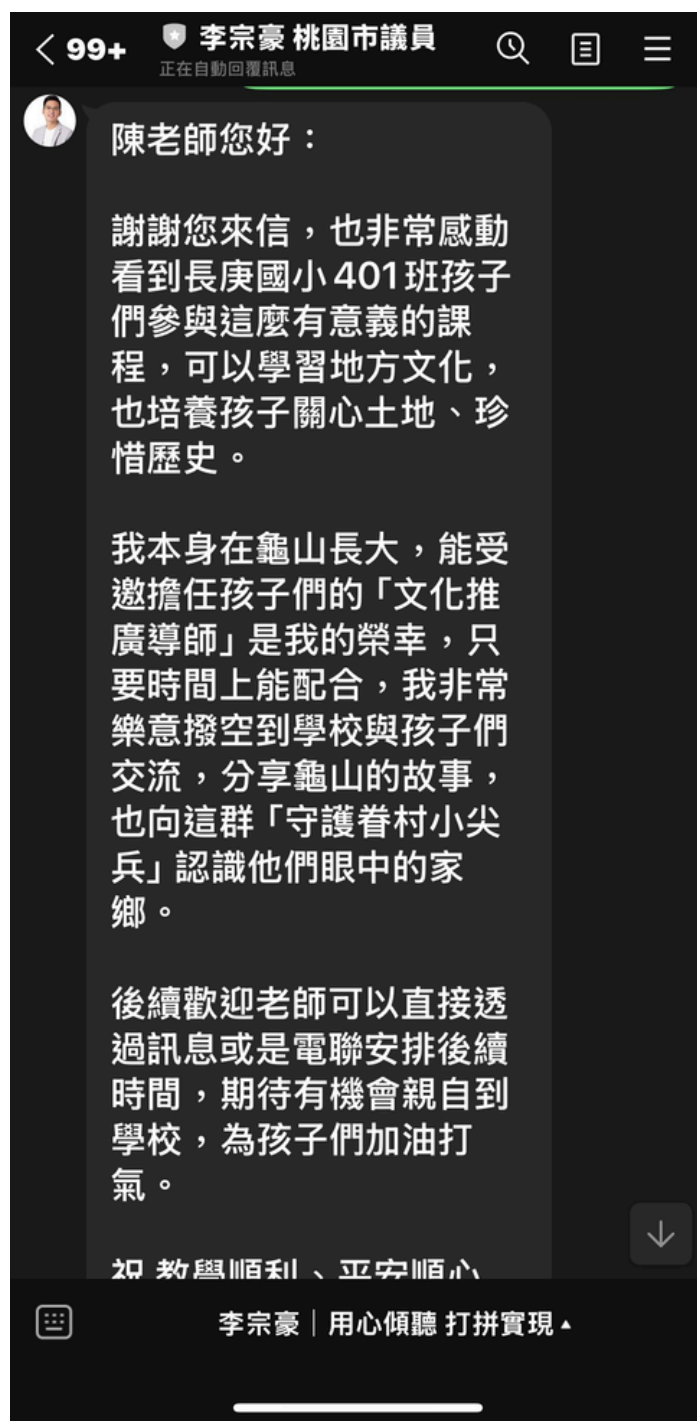 99+
李宗豪 桃園市議員
正在自動回覆訊息
陳老師您好：
謝謝您來信，也非常感動
看到長庚國小401班孩子
們參與這麼有意義的課
程，可以學習地方文化，
也培養孩子關心土地、珍
惜歷史。
我本身在龜山長大，能受
邀擔任孩子們的「文化推
廣導師」是我的榮幸，只
要時間上能配合，我非常
樂意撥空到學校與孩子們
交流，分享龜山的故事，
也向這群「守護眷村小尖
兵」認識他們眼中的家
鄉。
後續歡迎老師可以直接透
過訊息或是電聯安排後續
時間，期待有機會親自到
學校，為孩子們加油打
氣。
祝 教學順利、平安順心
李宗豪｜用心傾聽 打拼實現